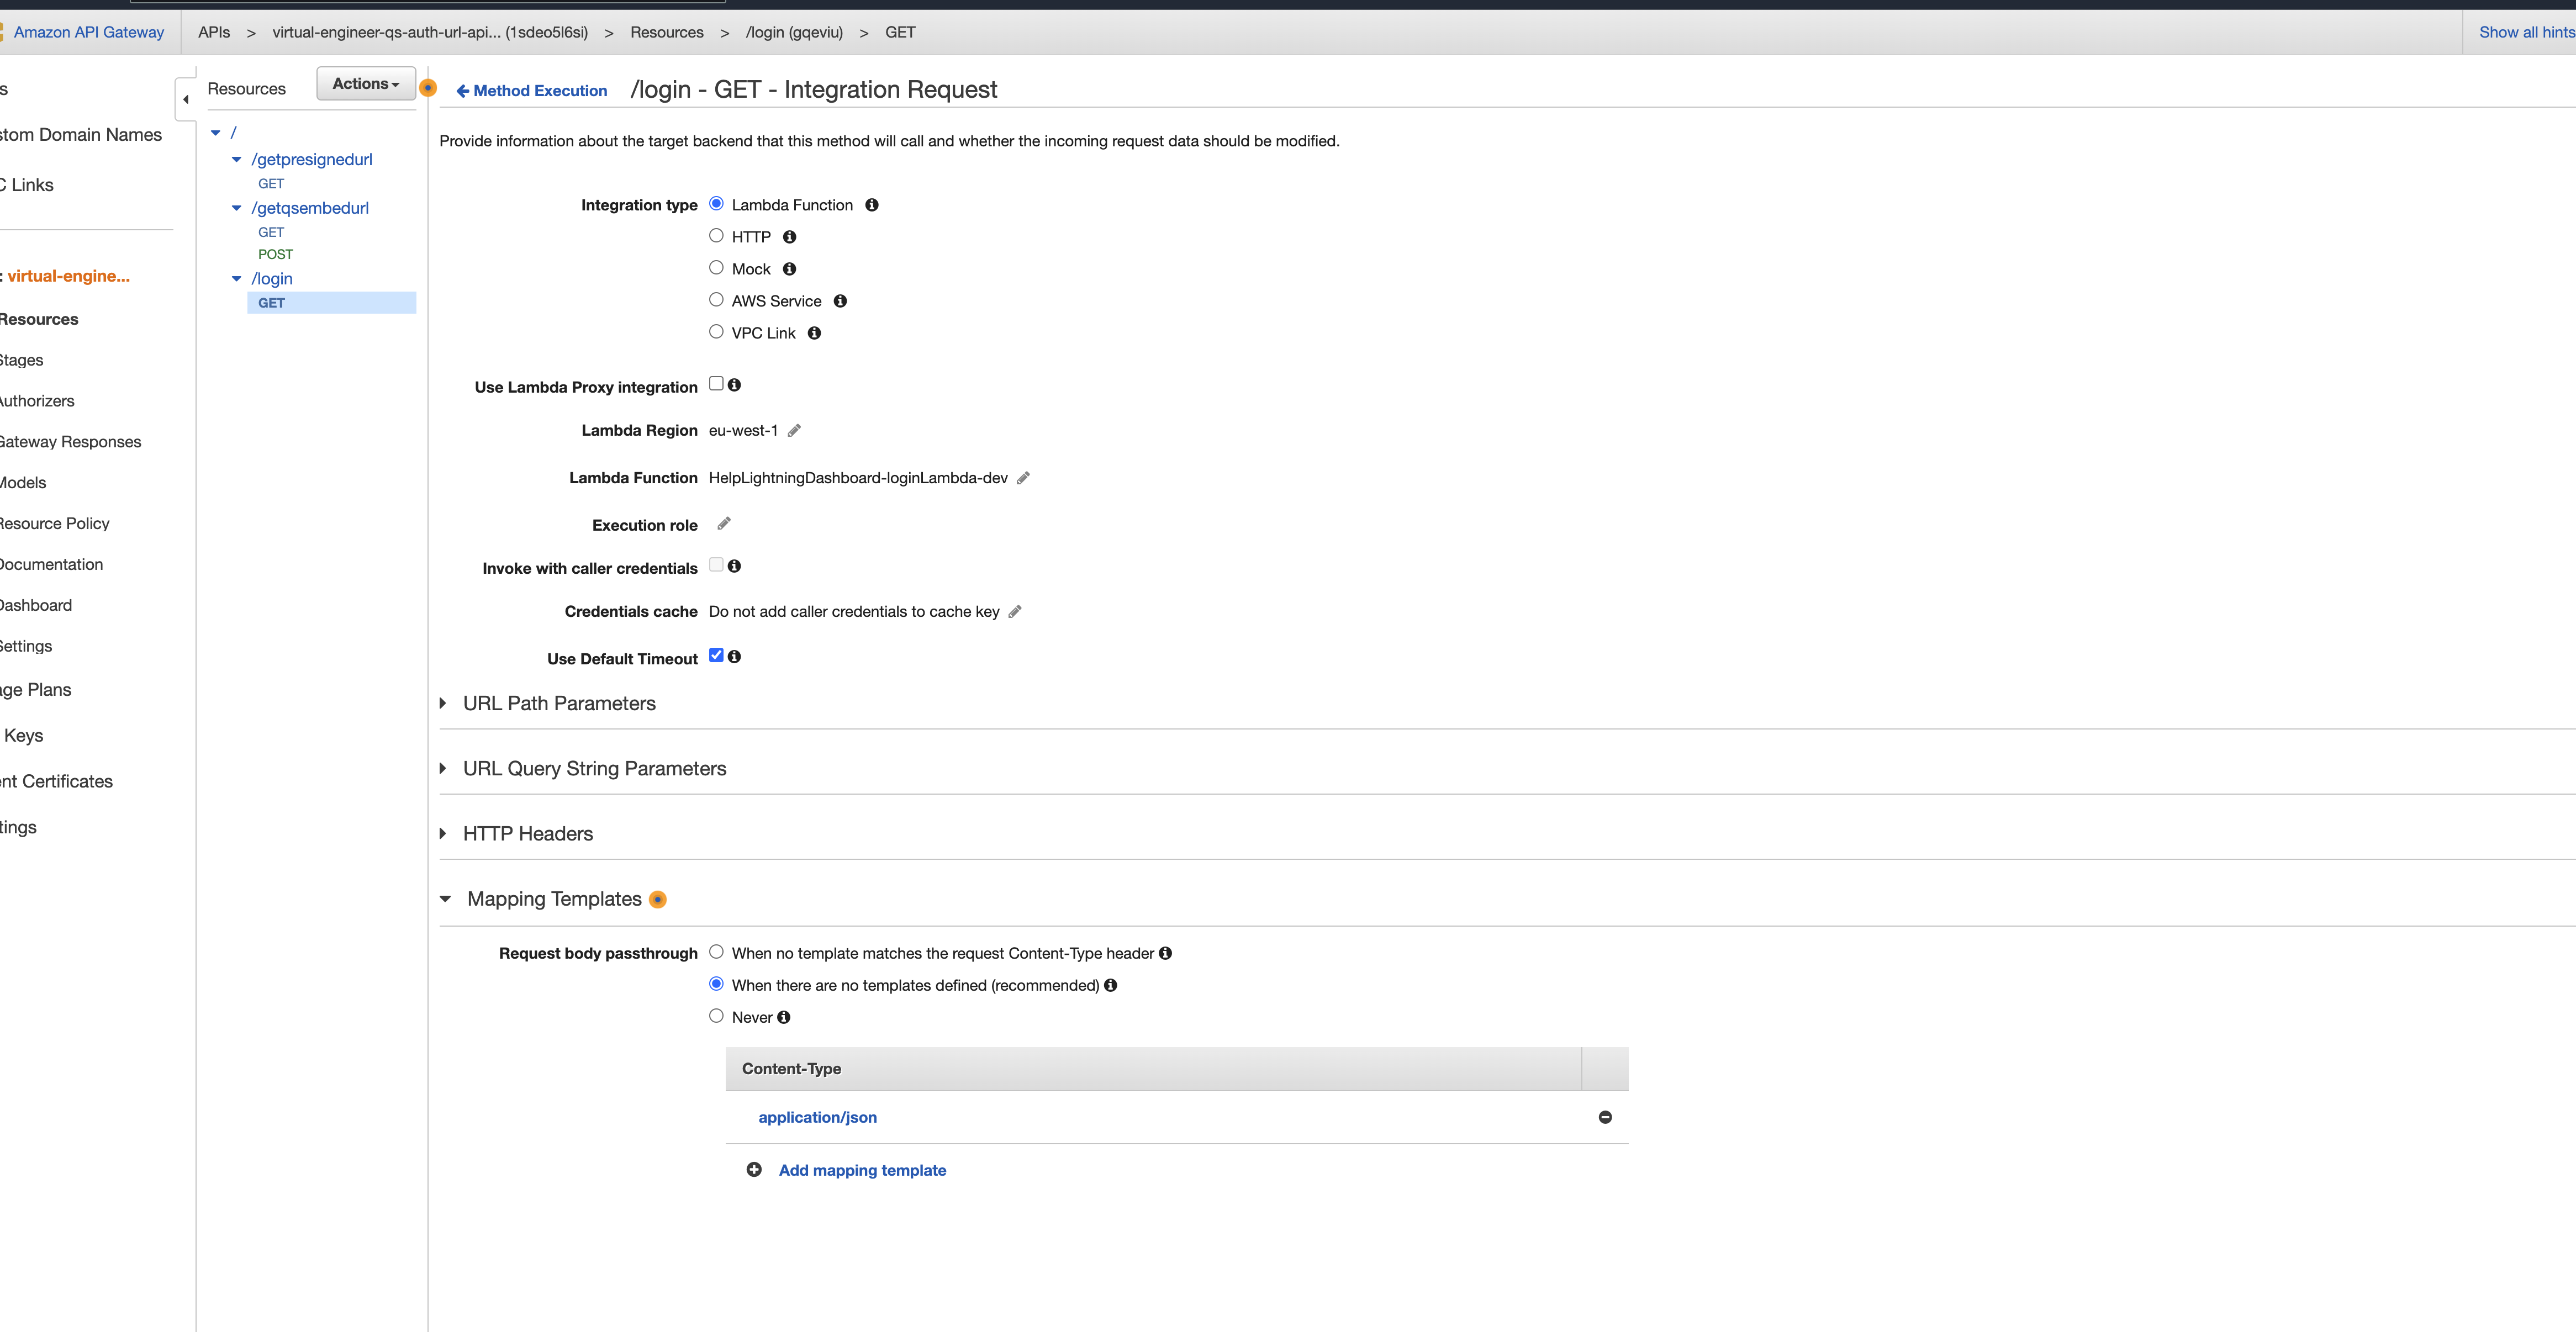 Amazon API Gateway
APIs > virtual-engineer-qs-auth-url-api... (1sdeo5l6si) > Resources > /login (gqeviu) > GET
Show all hints
s
stom Domain Names
C Links
: virtual-engine...
Resources
Stages
Authorizers
Gateway Responses
Models
Resource Policy
Documentation
Dashboard
Settings
age Plans
Keys
ent Certificates
tings
Resources
Actions
/
/getpresignedurl
GET
/getqsembedurl
GET
POST
/login
GET
Method Execution /login - GET - Integration Request
Provide information about the target backend that this method will call and whether the incoming request data should be modified.
Integration type Lambda Function
HTTP
Mock
AWS Service
VPC Link
Use Lambda Proxy integration
Lambda Region eu-west-1
Lambda Function HelpLightningDashboard-loginLambda-dev
Execution role
Invoke with caller credentials
Credentials cache Do not add caller credentials to cache key
Use Default Timeout
URL Path Parameters
URL Query String Parameters
HTTP Headers
Mapping Templates
Request body passthrough When no template matches the request Content-Type header
When there are no templates defined (recommended)
Never
Content-Type
application/json
Add mapping template